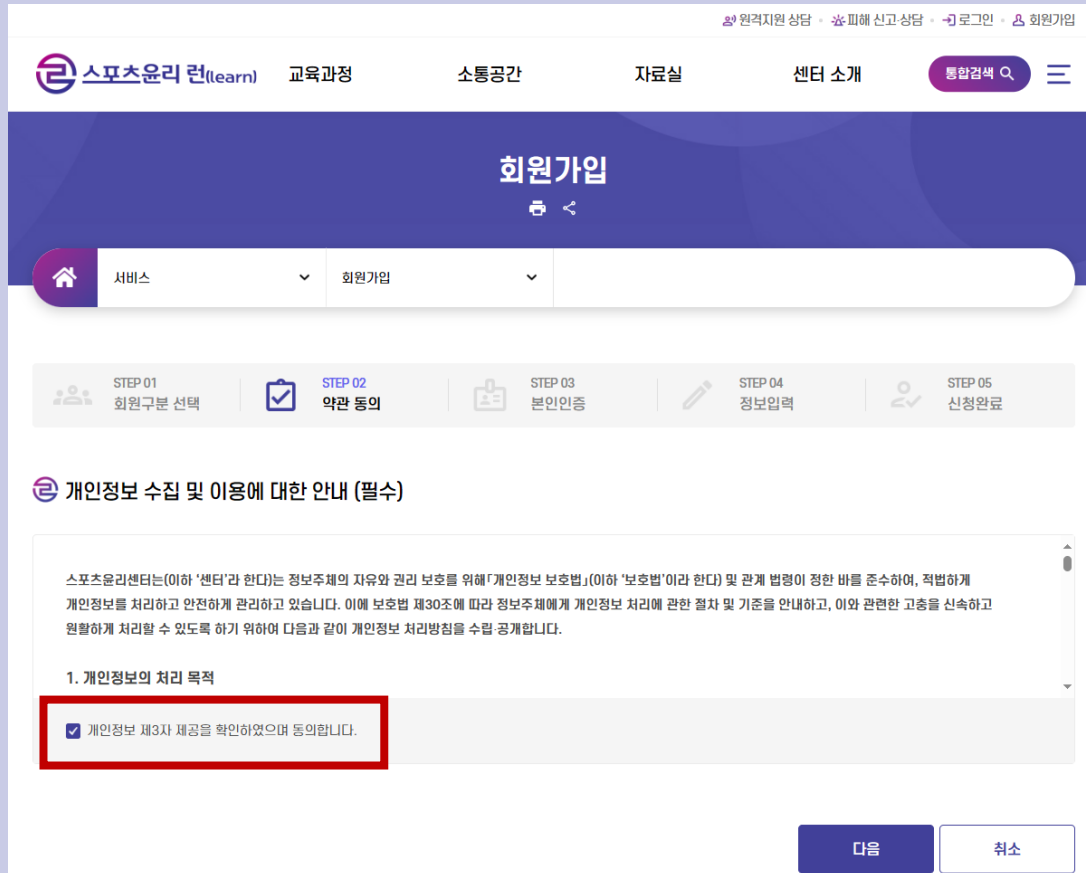 원격지원 상담 피해 신고·상담 로그인 회원가입
스포츠윤리 런(learn) 교육과정 소통공간 자료실 센터 소개 통합검색
회원가입
서비스 회원가입
STEP 01 STEP 02 STEP 03 STEP 04 STEP 05
회원구분 선택 약관 동의 본인인증 정보입력 신청완료
개인정보 수집 및 이용에 대한 안내 (필수)
스포츠윤리센터는(이하 '센터'라 한다)는 정보주체의 자유와 권리 보호를 위해「개인정보 보호법」(이하 '보호법'이라 한다) 및 관계 법령이 정한 바를 준수하여, 적법하게
개인정보를 처리하고 안전하게 관리하고 있습니다. 이에 보호법 제30조에 따라 정보주체에게 개인정보 처리에 관한 절차 및 기준을 안내하고, 이와 관련한 고충을 신속하고
원활하게 처리할 수 있도록 하기 위하여 다음과 같이 개인정보 처리방침을 수립·공개합니다.
1. 개인정보의 처리 목적
개인정보 제3자 제공을 확인하였으며 동의합니다.
다음 취소